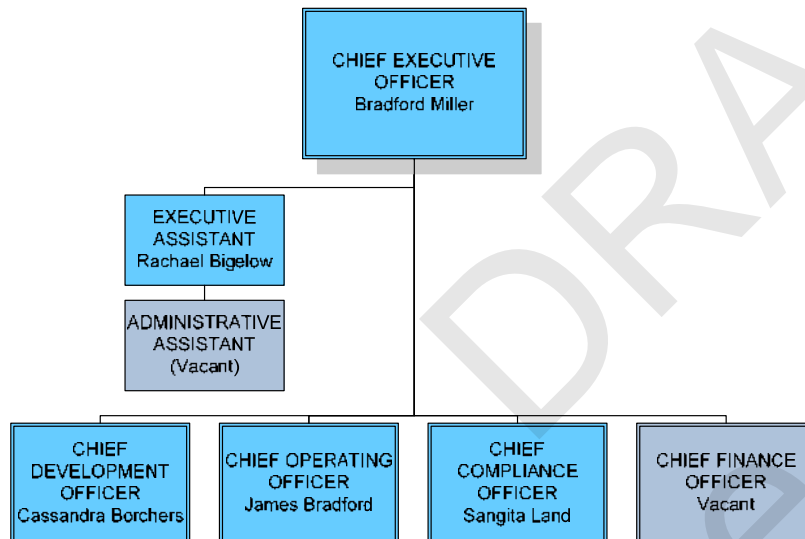 CHIEF EXECUTIVE
OFFICER
Bradford Miller
EXECUTIVE
ASSISTANT
Rachael Bigelow
ADMINISTRATIVE
ASSISTANT
(Vacant)
CHIEF
DEVELOPMENT
OFFICER
Cassandra Borchers
CHIEF OPERATING
OFFICER
James Bradford
CHIEF
COMPLIANCE
OFFICER
Sangita Land
CHIEF FINANCE
OFFICER
Vacant
DRA